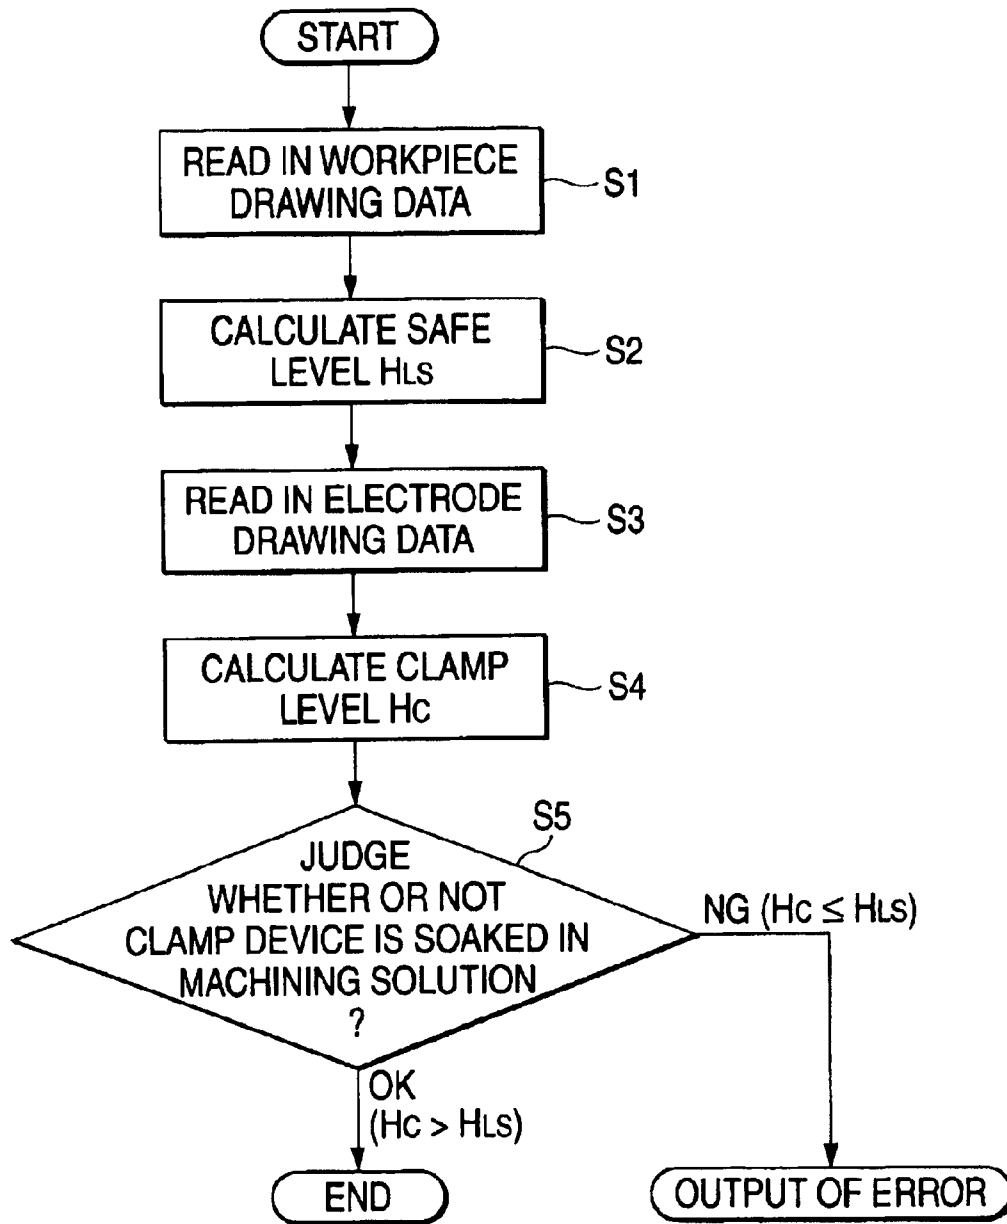 START
READ IN WORKPIECE
DRAWING DATA
S1
CALCULATE SAFE
LEVEL HLS
S2
READ IN ELECTRODE
DRAWING DATA
S3
CALCULATE CLAMP
LEVEL HC
S4
S5
JUDGE
WHETHER OR NOT
CLAMP DEVICE IS SOAKED IN
MACHINING SOLUTION
?
NG (HC ≤ HLS)
OK
(HC > HLS)
END
OUTPUT OF ERROR